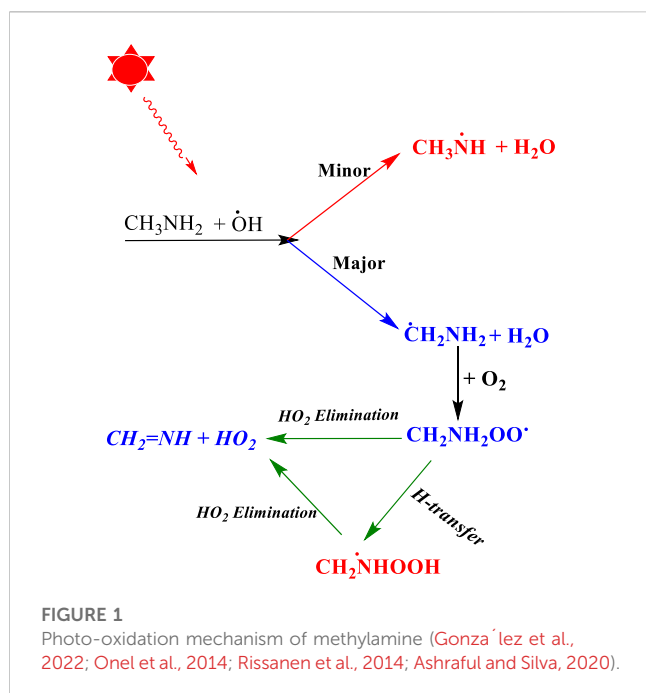 CH₃ṄH + H₂O
Minor
CH₃NH₂ + ȮH
Major
ĊH₂NH₂ + H₂O
+ O₂
HO₂ Elimination
CH₂=NH + HO₂
CH₂NH₂OO˙
HO₂ Elimination
H-transfer
CH₂ṄHOOH
FIGURE 1
Photo-oxidation mechanism of methylamine (Gonza´lez et al.,
2022; Onel et al., 2014; Rissanen et al., 2014; Ashraful and Silva, 2020).